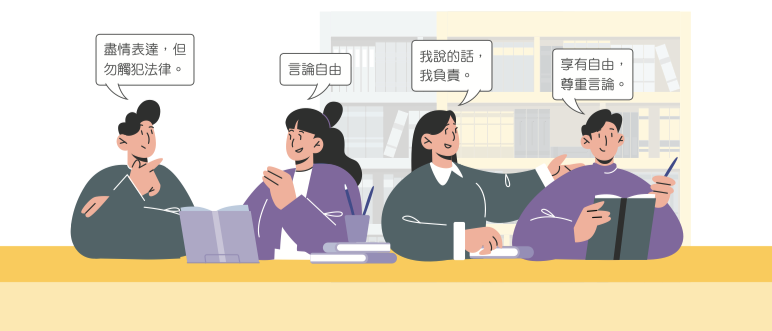 盡情表達，但
勿觸犯法律。
言論自由
我說的話，
我負責。
享有自由，
尊重言論。